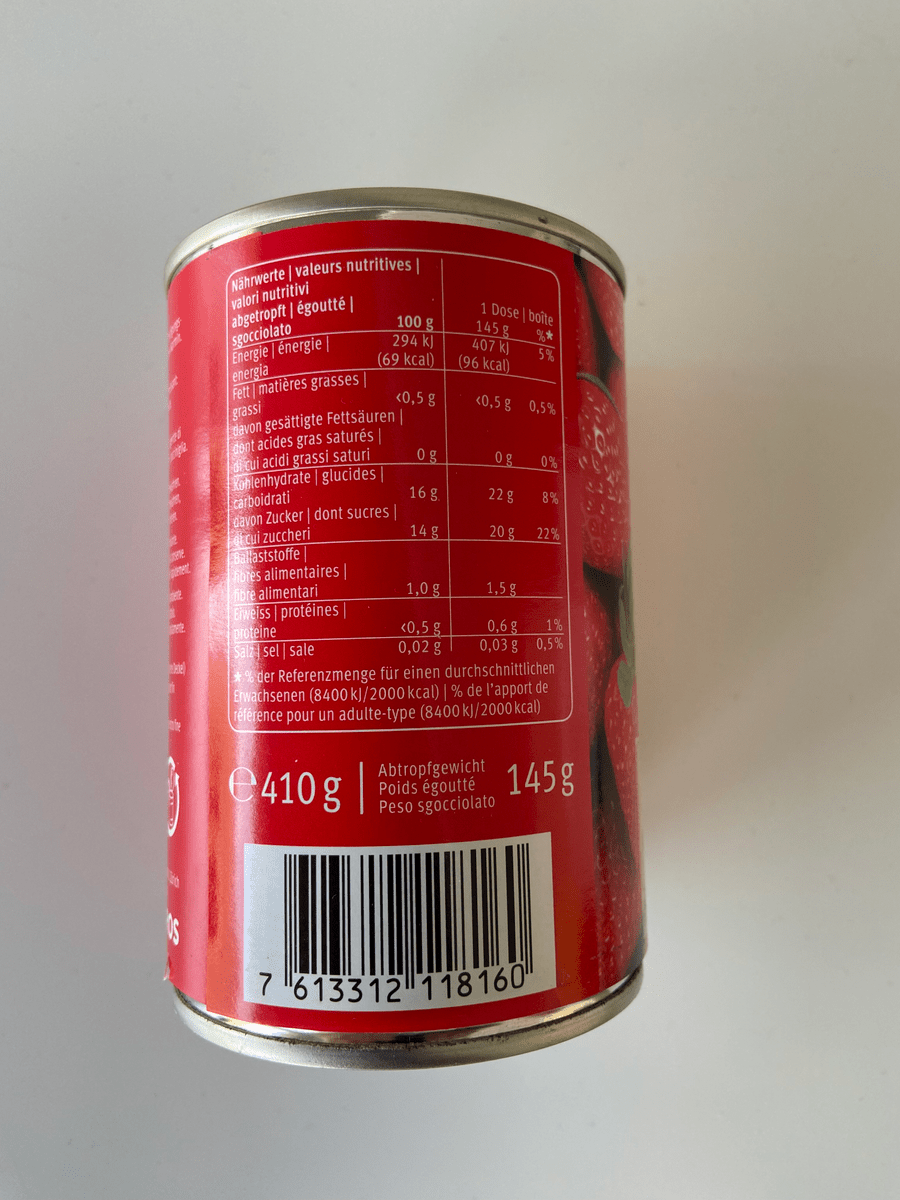 Nährwerte | valeurs nutritives |
valori nutritivi
abgetropft | égoutté |
sgocciolato
100 g
1 Dose | boîte
145 g %*
Energie | énergie |
energia
294 kJ
(69 kcal)
407 kJ
(96 kcal)
5%
Fett | matières grasses |
grassi <0,5 g <0,5 g 0,5%
davon gesättigte Fettsäuren |
dont acides gras saturés |
di cui acidi grassi saturi 0 g 0 g 0%
Kohlenhydrate | glucides |
carboidrati 16 g 22 g 8%
davon Zucker | dont sucres |
di cui zuccheri 14 g 20 g 22%
Ballaststoffe |
fibres alimentaires |
fibre alimentari 1,0 g 1,5 g
Eiweiss | protéines |
proteine <0,5 g 0,6 g 1%
Salz | sel | sale 0,02 g 0,03 g 0,5%
* % der Referenzmenge für einen durchschnittlichen
Erwachsenen (8400 kJ/2000 kcal) | % de l'apport de
référence pour un adulte-type (8400 kJ/2000 kcal)
℮ 410 g
Abtropfgewicht
Poids égoutté
Peso sgocciolato
145 g
7 613312 118160